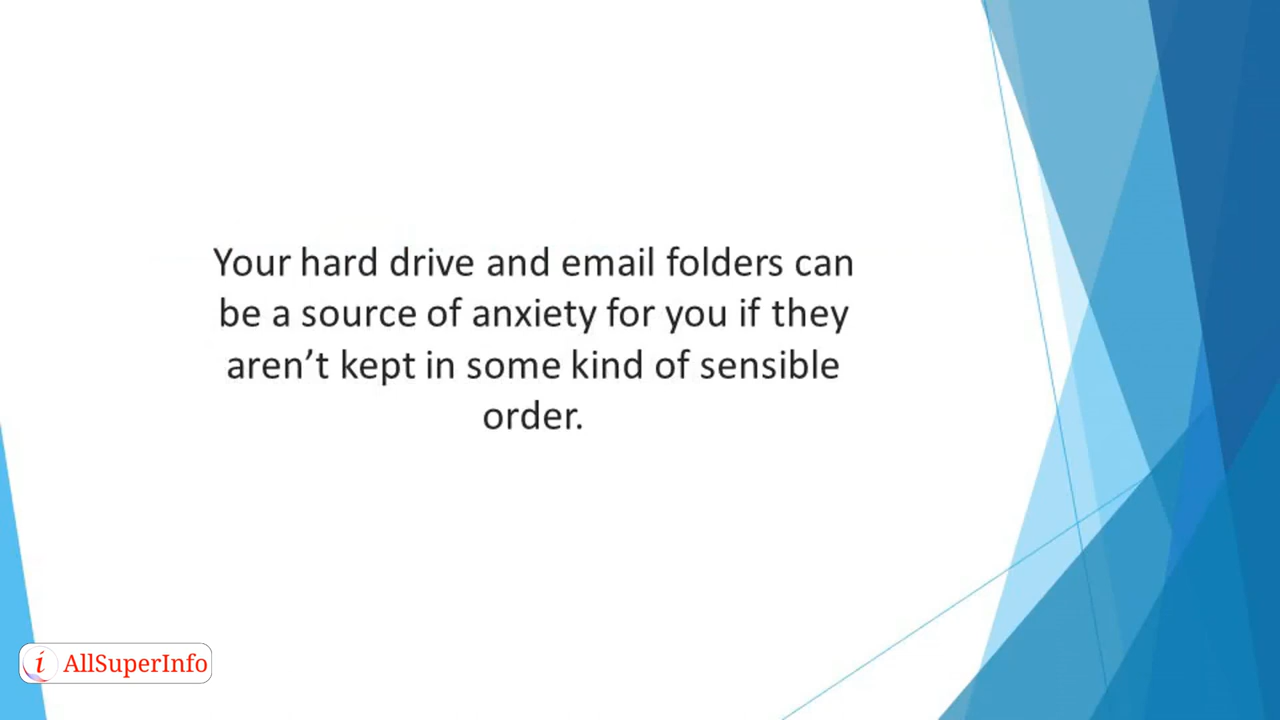 Your hard drive and email folders can
be a source of anxiety for you if they
aren’t kept in some kind of sensible
order.
i AllSuperInfo